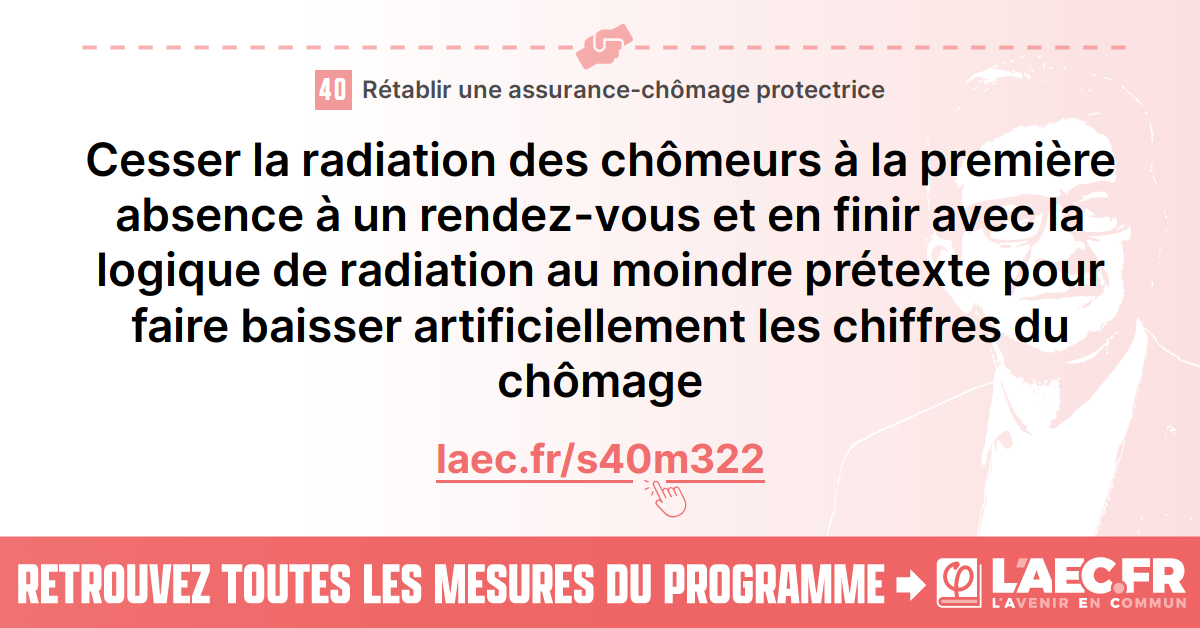 40 Rétablir une assurance-chômage protectrice
Cesser la radiation des chômeurs à la première
absence à un rendez-vous et en finir avec la
logique de radiation au moindre prétexte pour
faire baisser artificiellement les chiffres du
chômage
laec.fr/s40m322
RETROUVEZ TOUTES LES MESURES DU PROGRAMME
L'AEC.FR
L'AVENIR EN COMMUN